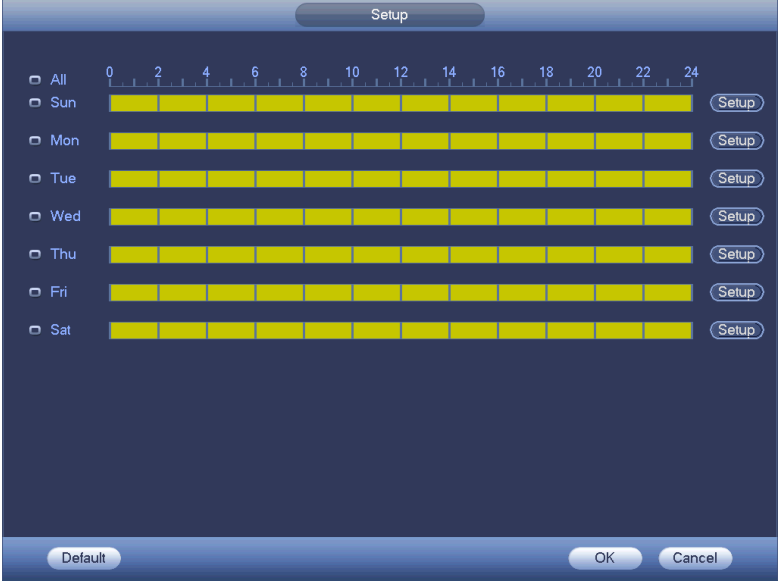 Setup
All 0 2 4 6 8 10 12 14 16 18 20 22 24
Sun Setup
Mon Setup
Tue Setup
Wed Setup
Thu Setup
Fri Setup
Sat Setup
Default OK Cancel